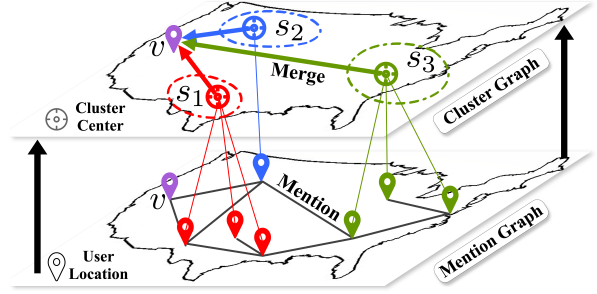 v
s2
s3
Merge
s1
Cluster
Center
Cluster Graph
v
Mention
User
Location
Mention Graph